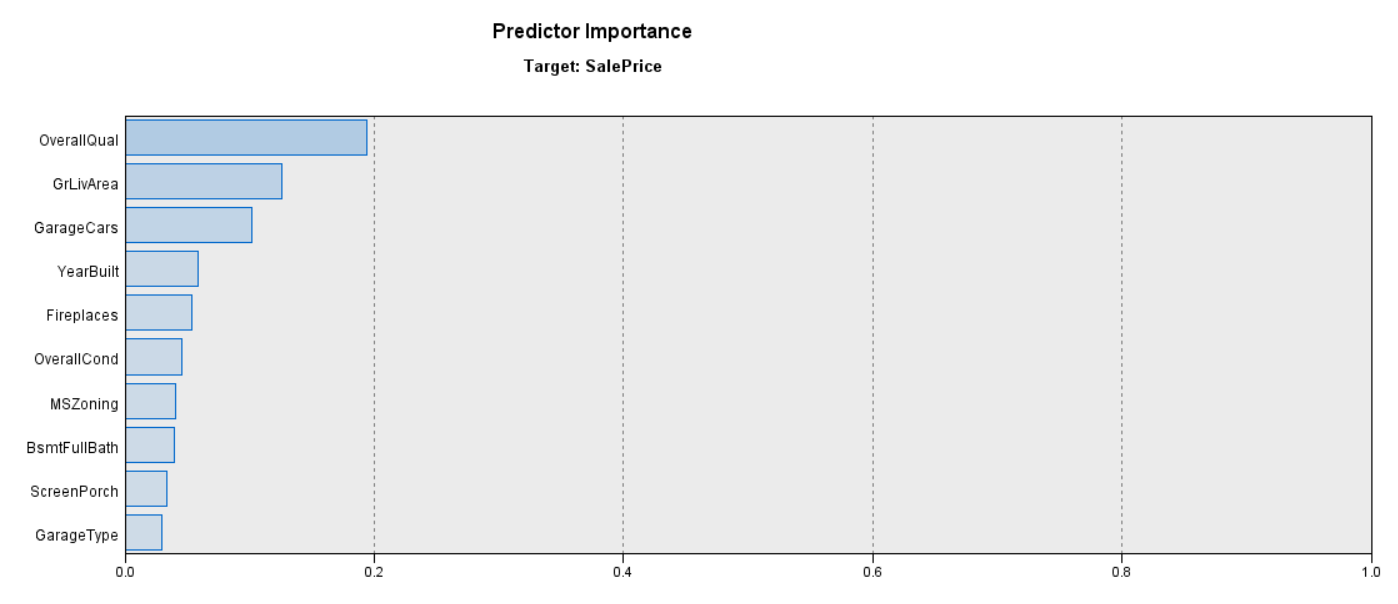 Predictor Importance
Target: SalePrice
OverallQual
GrLivArea
GarageCars
YearBuilt
Fireplaces
OverallCond
MSZoning
BsmtFullBath
ScreenPorch
GarageType
0.0 0.2 0.4 0.6 0.8 1.0